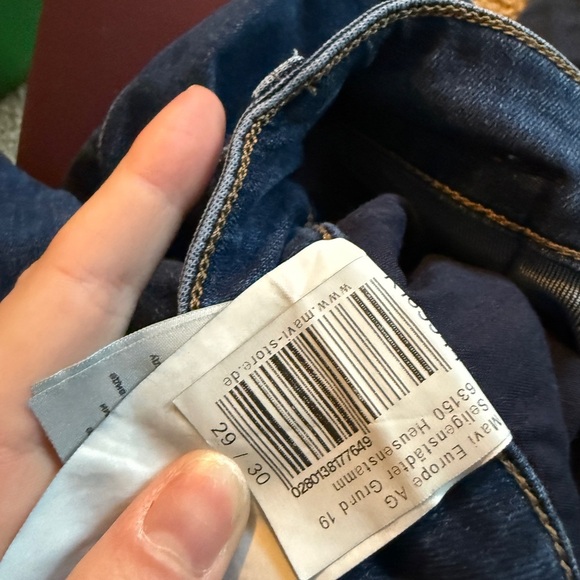 www.mavi-store.de
29 / 30
0280138177649
Mavi Europe AG
Seligenstädter Grund 19
63150 Heusenstamm